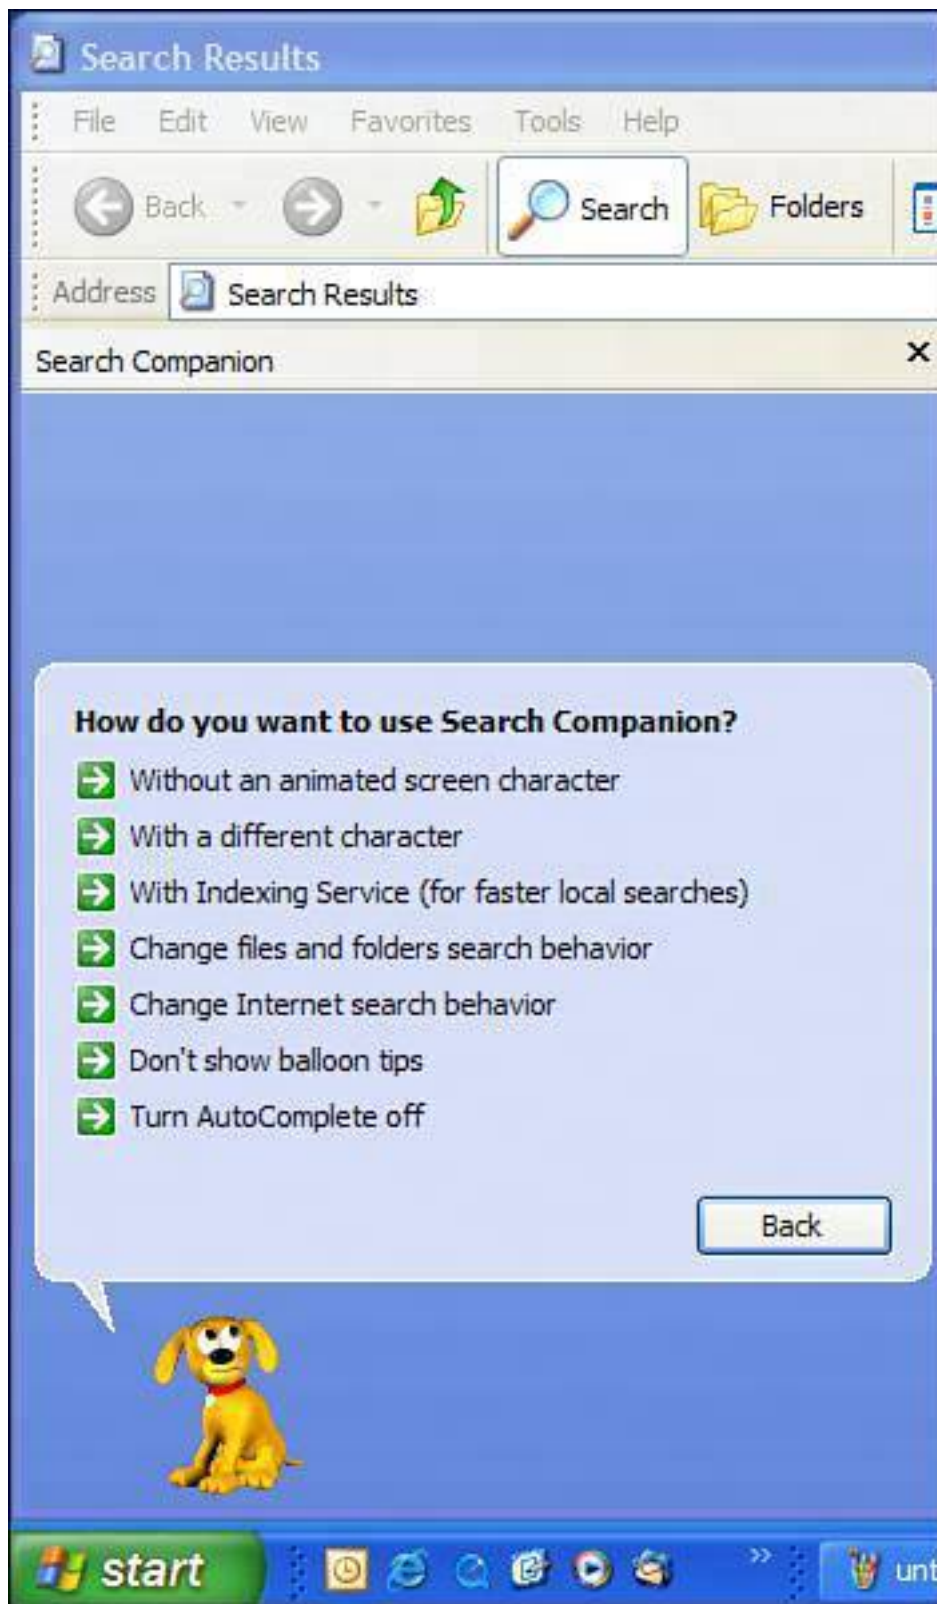 Search Results
File Edit View Favorites Tools Help
Back Search Folders
Address Search Results
Search Companion
How do you want to use Search Companion?
Without an animated screen character
With a different character
With Indexing Service (for faster local searches)
Change files and folders search behavior
Change Internet search behavior
Don't show balloon tips
Turn AutoComplete off
Back
start unt